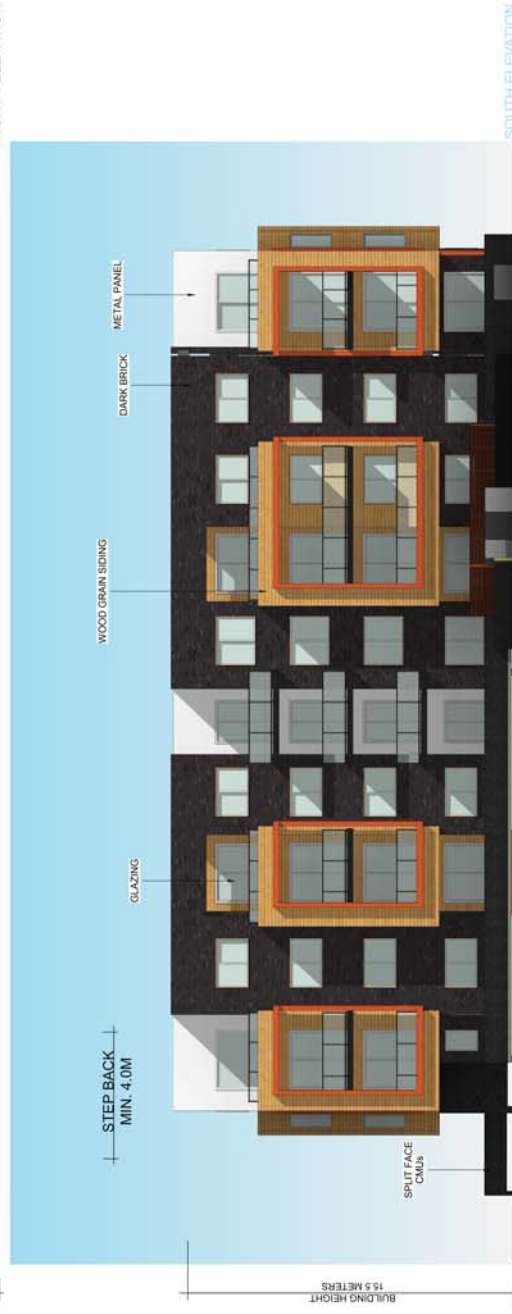 SOUTH ELEVATION
METAL PANEL
DARK BRICK
WOOD GRAIN SIDING
GLAZING
STEP BACK
MIN. 4.0M
SPLIT FACE
CMUs
BUILDING HEIGHT
15.5 METERS